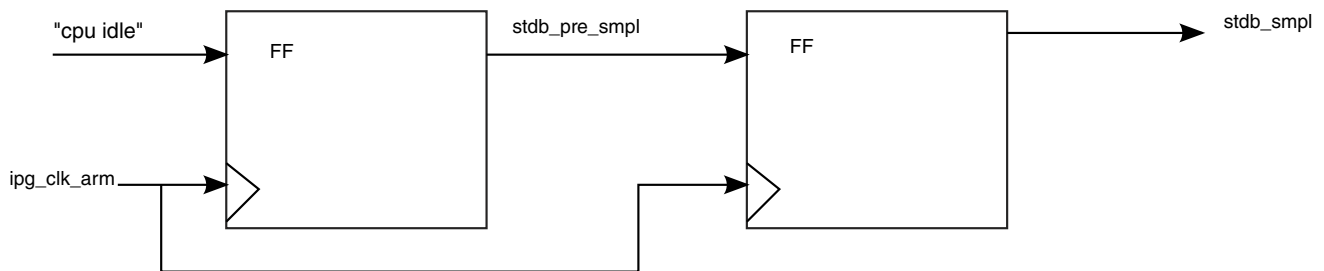 "cpu idle"
FF
stdb_pre_smpl
FF
stdb_smpl
ipg_clk_arm